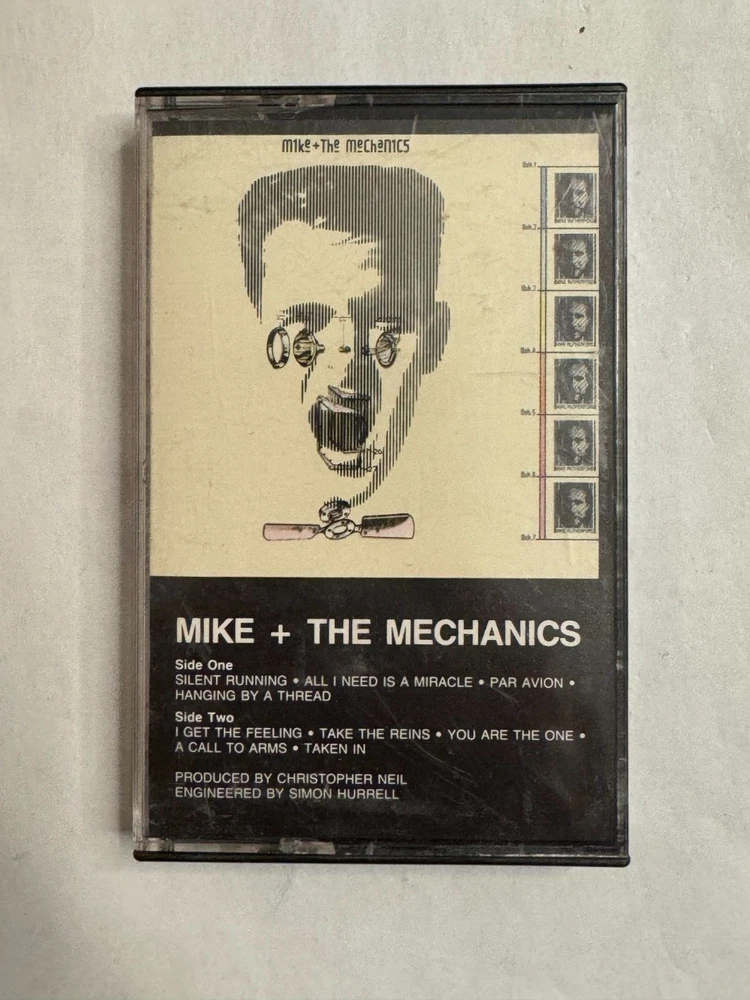 Mike+The Mechanics
MIKE + THE MECHANICS
Side One
SILENT RUNNING • ALL I NEED IS A MIRACLE • PAR AVION •
HANGING BY A THREAD
Side Two
I GET THE FEELING • TAKE THE REINS • YOU ARE THE ONE •
A CALL TO ARMS • TAKEN IN
PRODUCED BY CHRISTOPHER NEIL
ENGINEERED BY SIMON HURRELL